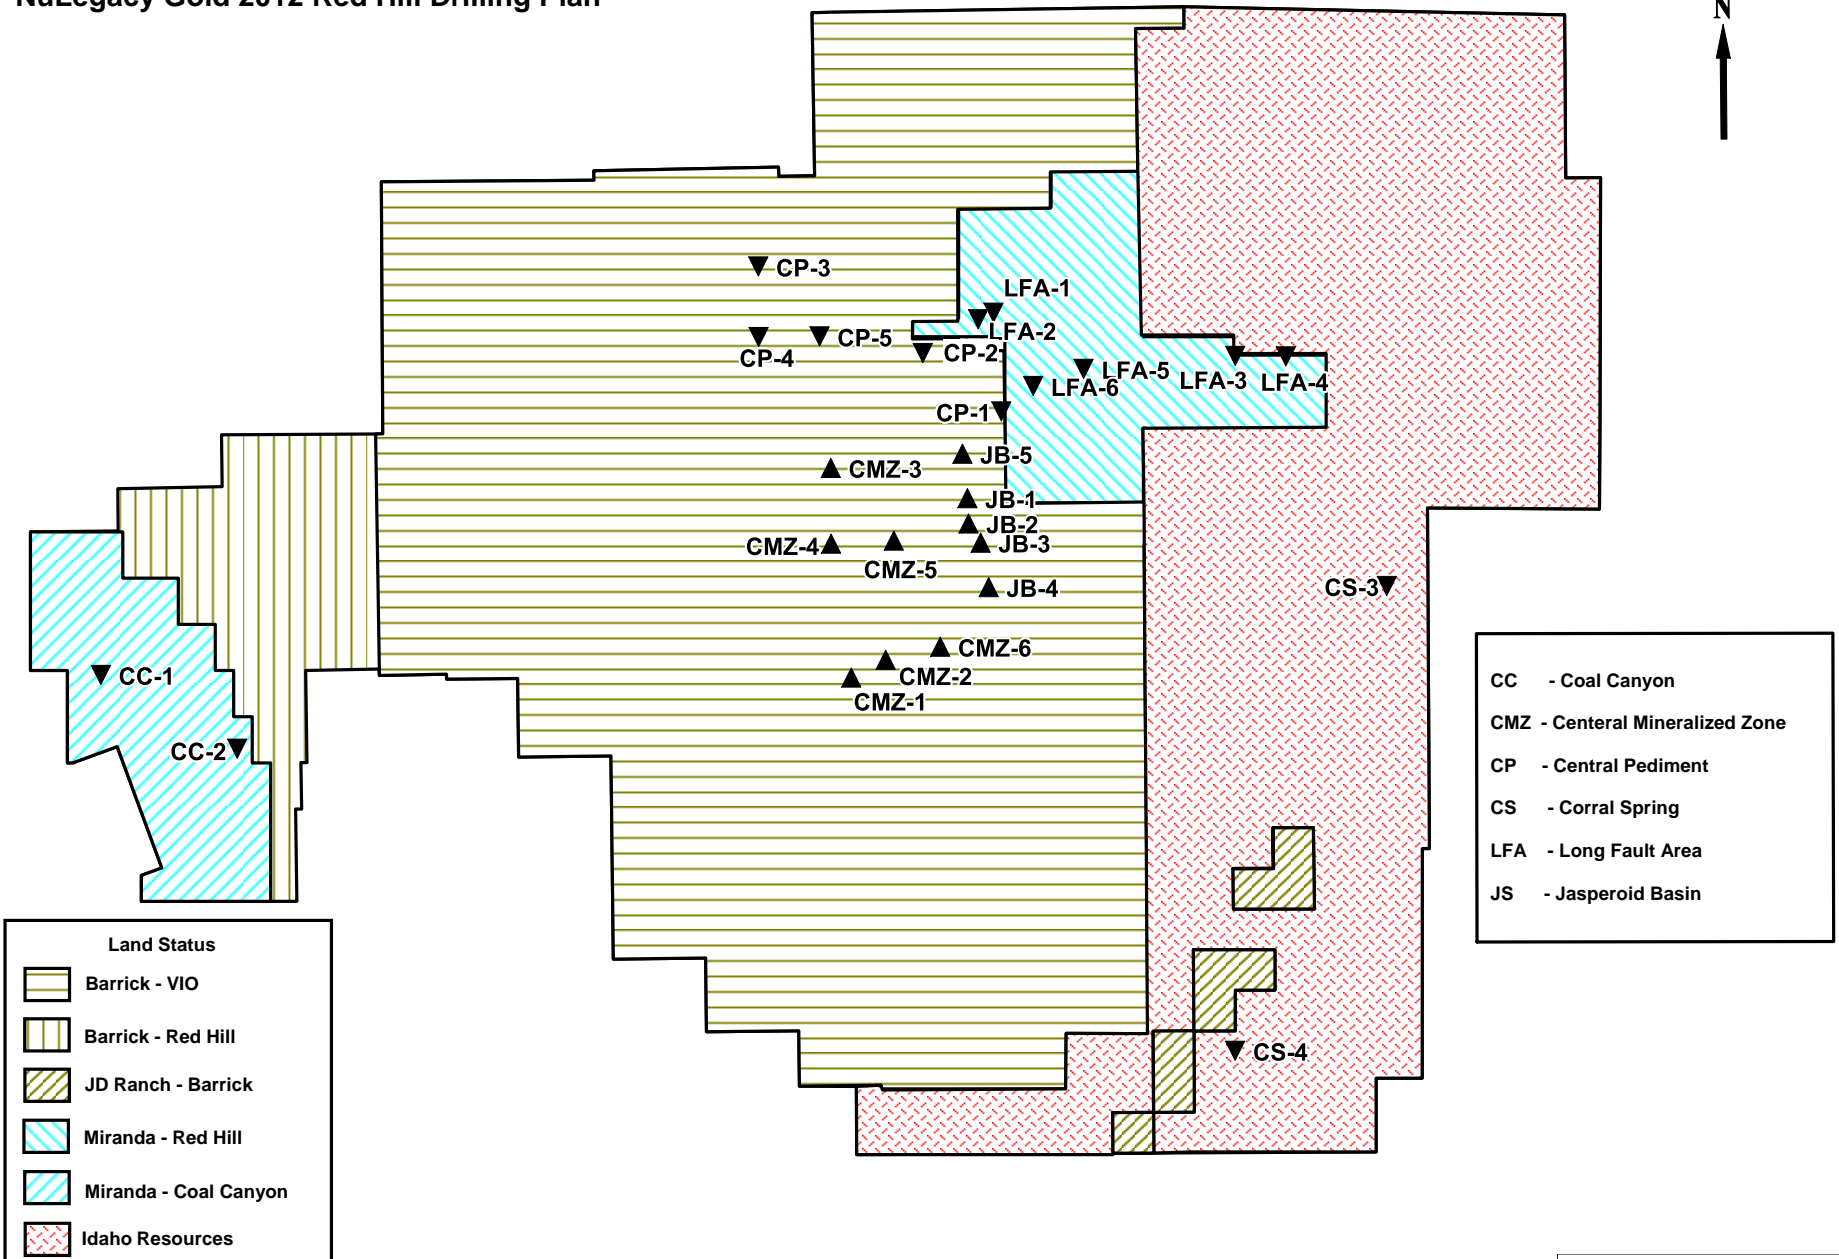 NuLegacy Gold 2012 Red Hill Drilling Plan
N
CP-3
LFA-1
LFA-2
CP-5
CP-4
CP-2
LFA-5
LFA-3
LFA-4
LFA-6
CP-1
JB-5
CMZ-3
JB-1
JB-2
CMZ-4
JB-3
CMZ-5
JB-4
CS-3
CMZ-6
CMZ-2
CMZ-1
CC-1
CC-2
CS-4
CC - Coal Canyon
CMZ - Centeral Mineralized Zone
CP - Central Pediment
CS - Corral Spring
LFA - Long Fault Area
JS - Jasperoid Basin
Land Status
Barrick - VIO
Barrick - Red Hill
JD Ranch - Barrick
Miranda - Red Hill
Miranda - Coal Canyon
Idaho Resources